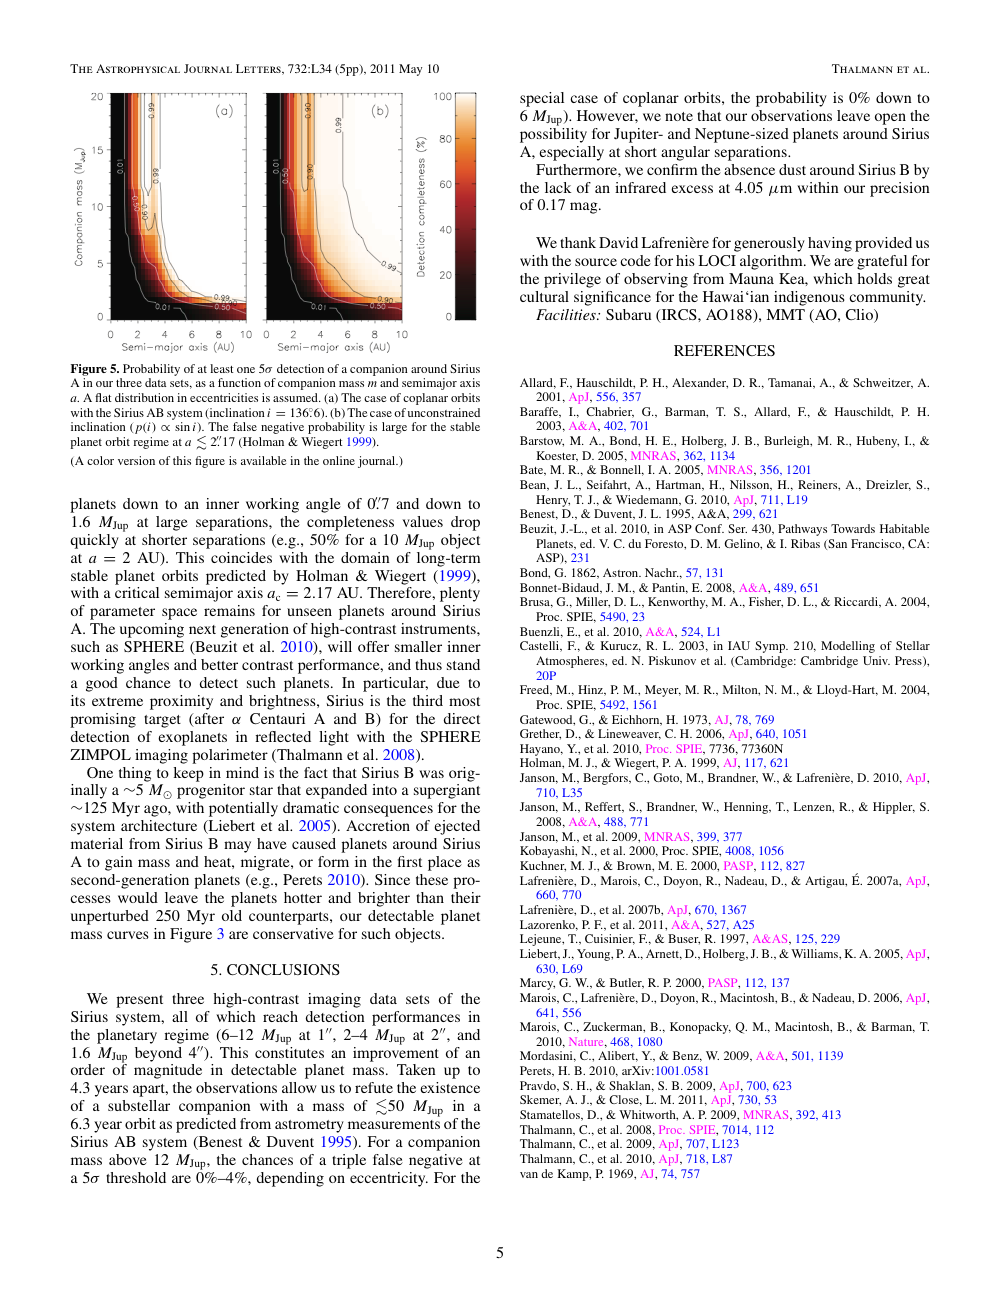 THE ASTROPHYSICAL JOURNAL LETTERS, 732:L34 (5pp), 2011 May 10
THALMANN ET AL.
20
15
10
5
0
Companion mass (M_Jup)
(a)
0.01
0.50
0.90
0.99
0.99
0.99
0.90
0.50
0.01
0 2 4 6 8 10
Semi-major axis (AU)
(b)
0.01
0.50
0.90
0.90
0.99
0.99
0.90
0.50
0.01
0 2 4 6 8 10
Semi-major axis (AU)
Detection completeness (%)
100
80
60
40
20
0
Figure 5. Probability of at least one 5σ detection of a companion around Sirius
A in our three data sets, as a function of companion mass m and semimajor axis
a. A flat distribution in eccentricities is assumed. (a) The case of coplanar orbits
with the Sirius AB system (inclination i = 136°.6). (b) The case of unconstrained
inclination (p(i) ∝ sin i). The false negative probability is large for the stable
planet orbit regime at a ≲ 2″.17 (Holman & Wiegert 1999).
(A color version of this figure is available in the online journal.)
planets down to an inner working angle of 0″.7 and down to
1.6 M_Jup at large separations, the completeness values drop
quickly at shorter separations (e.g., 50% for a 10 M_Jup object
at a = 2 AU). This coincides with the domain of long-term
stable planet orbits predicted by Holman & Wiegert (1999),
with a critical semimajor axis a_c = 2.17 AU. Therefore, plenty
of parameter space remains for unseen planets around Sirius
A. The upcoming next generation of high-contrast instruments,
such as SPHERE (Beuzit et al. 2010), will offer smaller inner
working angles and better contrast performance, and thus stand
a good chance to detect such planets. In particular, due to
its extreme proximity and brightness, Sirius is the third most
promising target (after α Centauri A and B) for the direct
detection of exoplanets in reflected light with the SPHERE
ZIMPOL imaging polarimeter (Thalmann et al. 2008).
One thing to keep in mind is the fact that Sirius B was orig-
inally a ~5 M⊙ progenitor star that expanded into a supergiant
~125 Myr ago, with potentially dramatic consequences for the
system architecture (Liebert et al. 2005). Accretion of ejected
material from Sirius B may have caused planets around Sirius
A to gain mass and heat, migrate, or form in the first place as
second-generation planets (e.g., Perets 2010). Since these pro-
cesses would leave the planets hotter and brighter than their
unperturbed 250 Myr old counterparts, our detectable planet
mass curves in Figure 3 are conservative for such objects.
5. CONCLUSIONS
We present three high-contrast imaging data sets of the
Sirius system, all of which reach detection performances in
the planetary regime (6–12 M_Jup at 1″, 2–4 M_Jup at 2″, and
1.6 M_Jup beyond 4″). This constitutes an improvement of an
order of magnitude in detectable planet mass. Taken up to
4.3 years apart, the observations allow us to refute the existence
of a substellar companion with a mass of ≲50 M_Jup in a
6.3 year orbit as predicted from astrometry measurements of the
Sirius AB system (Benest & Duvent 1995). For a companion
mass above 12 M_Jup, the chances of a triple false negative at
a 5σ threshold are 0%–4%, depending on eccentricity. For the
special case of coplanar orbits, the probability is 0% down to
6 M_Jup). However, we note that our observations leave open the
possibility for Jupiter- and Neptune-sized planets around Sirius
A, especially at short angular separations.
Furthermore, we confirm the absence dust around Sirius B by
the lack of an infrared excess at 4.05 μm within our precision
of 0.17 mag.
We thank David Lafrenière for generously having provided us
with the source code for his LOCI algorithm. We are grateful for
the privilege of observing from Mauna Kea, which holds great
cultural significance for the Hawai‘ian indigenous community.
Facilities: Subaru (IRCS, AO188), MMT (AO, Clio)
REFERENCES
Allard, F., Hauschildt, P. H., Alexander, D. R., Tamanai, A., & Schweitzer, A.
2001, ApJ, 556, 357
Baraffe, I., Chabrier, G., Barman, T. S., Allard, F., & Hauschildt, P. H.
2003, A&A, 402, 701
Barstow, M. A., Bond, H. E., Holberg, J. B., Burleigh, M. R., Hubeny, I., &
Koester, D. 2005, MNRAS, 362, 1134
Bate, M. R., & Bonnell, I. A. 2005, MNRAS, 356, 1201
Bean, J. L., Seifahrt, A., Hartman, H., Nilsson, H., Reiners, A., Dreizler, S.,
Henry, T. J., & Wiedemann, G. 2010, ApJ, 711, L19
Benest, D., & Duvent, J. L. 1995, A&A, 299, 621
Beuzit, J.-L., et al. 2010, in ASP Conf. Ser. 430, Pathways Towards Habitable
Planets, ed. V. C. du Foresto, D. M. Gelino, & I. Ribas (San Francisco, CA:
ASP), 231
Bond, G. 1862, Astron. Nachr., 57, 131
Bonnet-Bidaud, J. M., & Pantin, E. 2008, A&A, 489, 651
Brusa, G., Miller, D. L., Kenworthy, M. A., Fisher, D. L., & Riccardi, A. 2004,
Proc. SPIE, 5490, 23
Buenzli, E., et al. 2010, A&A, 524, L1
Castelli, F., & Kurucz, R. L. 2003, in IAU Symp. 210, Modelling of Stellar
Atmospheres, ed. N. Piskunov et al. (Cambridge: Cambridge Univ. Press),
20P
Freed, M., Hinz, P. M., Meyer, M. R., Milton, N. M., & Lloyd-Hart, M. 2004,
Proc. SPIE, 5492, 1561
Gatewood, G., & Eichhorn, H. 1973, AJ, 78, 769
Grether, D., & Lineweaver, C. H. 2006, ApJ, 640, 1051
Hayano, Y., et al. 2010, Proc. SPIE, 7736, 77360N
Holman, M. J., & Wiegert, P. A. 1999, AJ, 117, 621
Janson, M., Bergfors, C., Goto, M., Brandner, W., & Lafrenière, D. 2010, ApJ,
710, L35
Janson, M., Reffert, S., Brandner, W., Henning, T., Lenzen, R., & Hippler, S.
2008, A&A, 488, 771
Janson, M., et al. 2009, MNRAS, 399, 377
Kobayashi, N., et al. 2000, Proc. SPIE, 4008, 1056
Kuchner, M. J., & Brown, M. E. 2000, PASP, 112, 827
Lafrenière, D., Marois, C., Doyon, R., Nadeau, D., & Artigau, É. 2007a, ApJ,
660, 770
Lafrenière, D., et al. 2007b, ApJ, 670, 1367
Lazorenko, P. F., et al. 2011, A&A, 527, A25
Lejeune, T., Cuisinier, F., & Buser, R. 1997, A&AS, 125, 229
Liebert, J., Young, P. A., Arnett, D., Holberg, J. B., & Williams, K. A. 2005, ApJ,
630, L69
Marcy, G. W., & Butler, R. P. 2000, PASP, 112, 137
Marois, C., Lafrenière, D., Doyon, R., Macintosh, B., & Nadeau, D. 2006, ApJ,
641, 556
Marois, C., Zuckerman, B., Konopacky, Q. M., Macintosh, B., & Barman, T.
2010, Nature, 468, 1080
Mordasini, C., Alibert, Y., & Benz, W. 2009, A&A, 501, 1139
Perets, H. B. 2010, arXiv:1001.0581
Pravdo, S. H., & Shaklan, S. B. 2009, ApJ, 700, 623
Skemer, A. J., & Close, L. M. 2011, ApJ, 730, 53
Stamatellos, D., & Whitworth, A. P. 2009, MNRAS, 392, 413
Thalmann, C., et al. 2008, Proc. SPIE, 7014, 112
Thalmann, C., et al. 2009, ApJ, 707, L123
Thalmann, C., et al. 2010, ApJ, 718, L87
van de Kamp, P. 1969, AJ, 74, 757
5